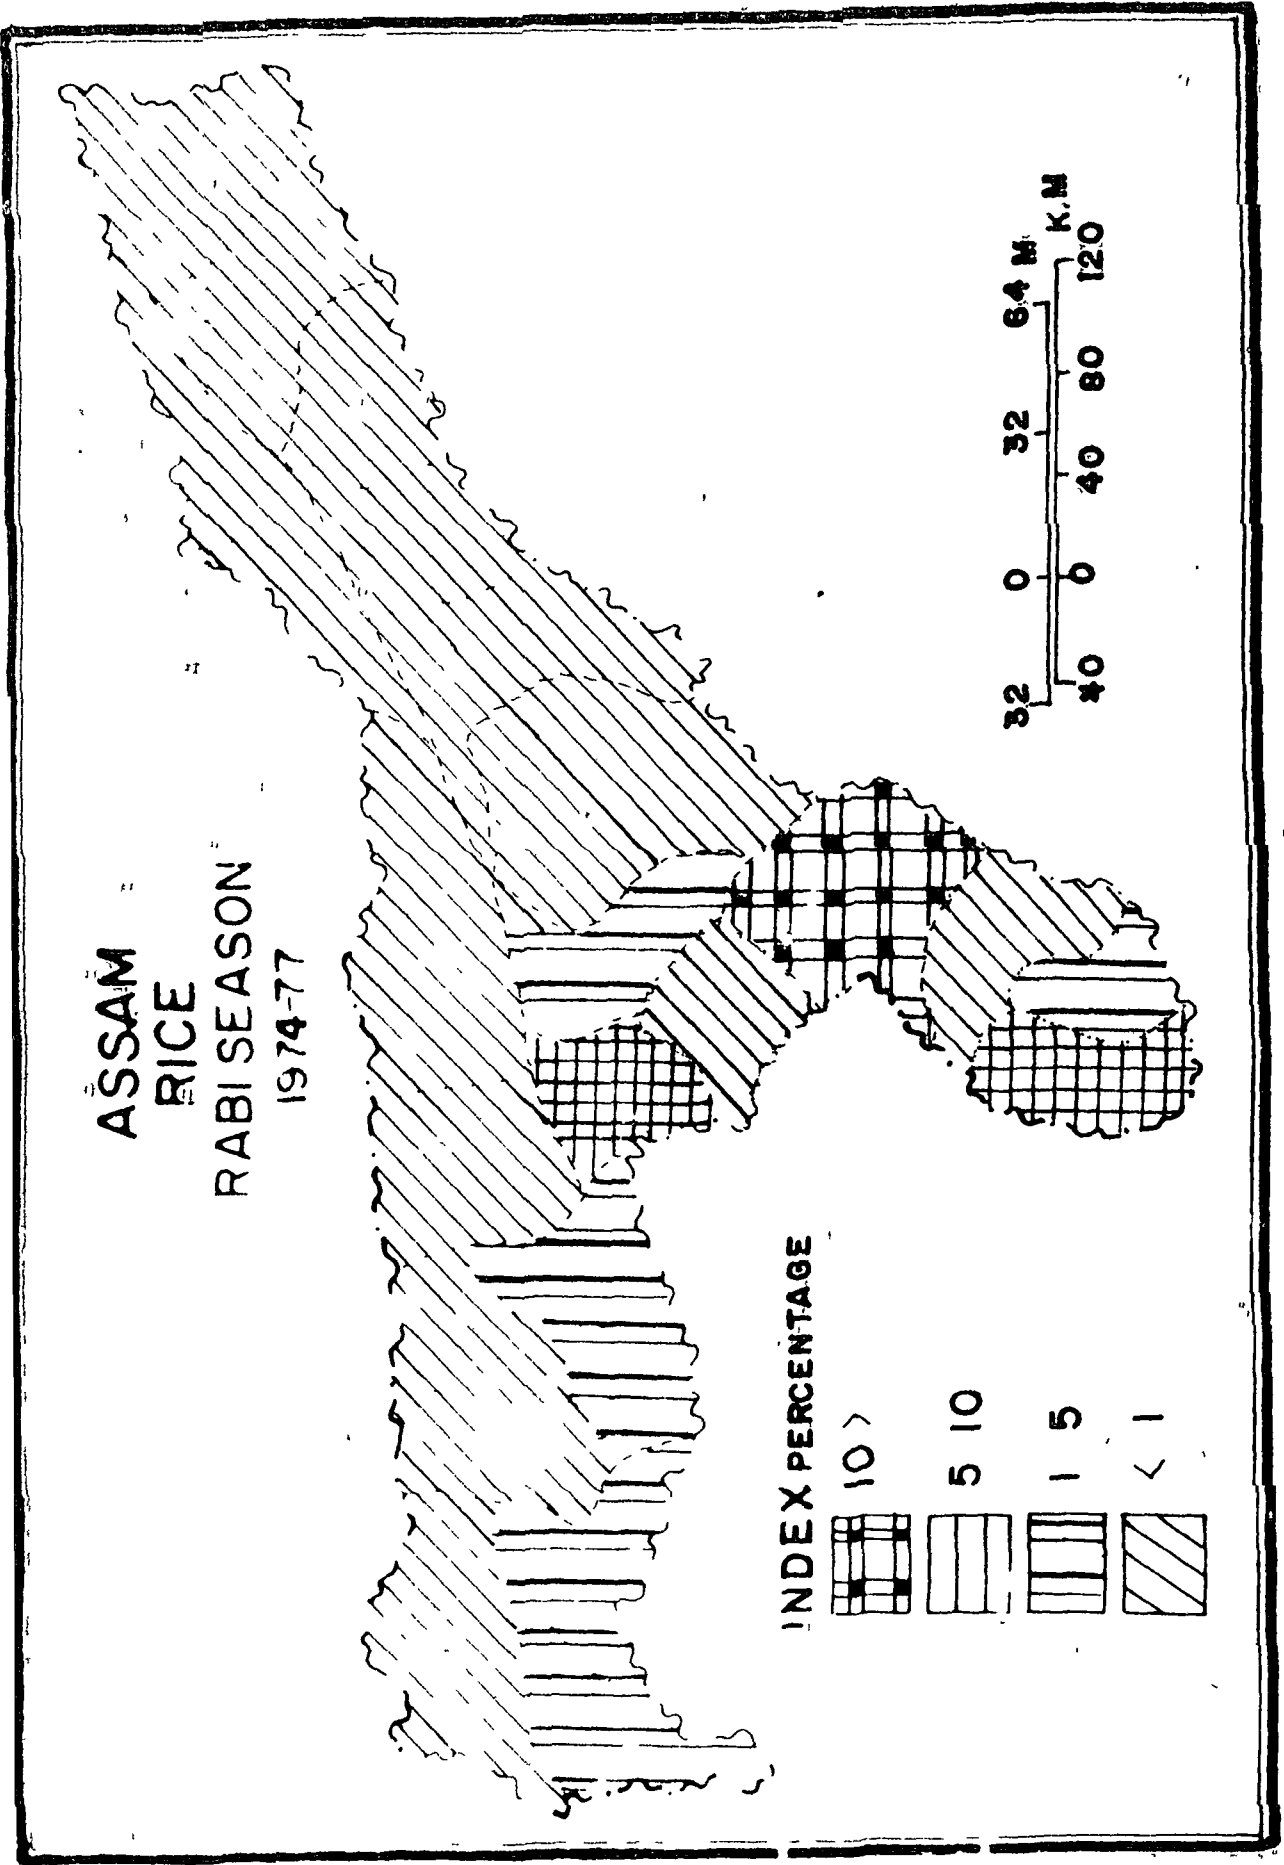 ASSAM
RICE
RABI SEASON
1974-77
INDEX PERCENTAGE
10 >
5 10
1 5
< 1
32 0 32 64 M
K.M
40 0 40 80 120